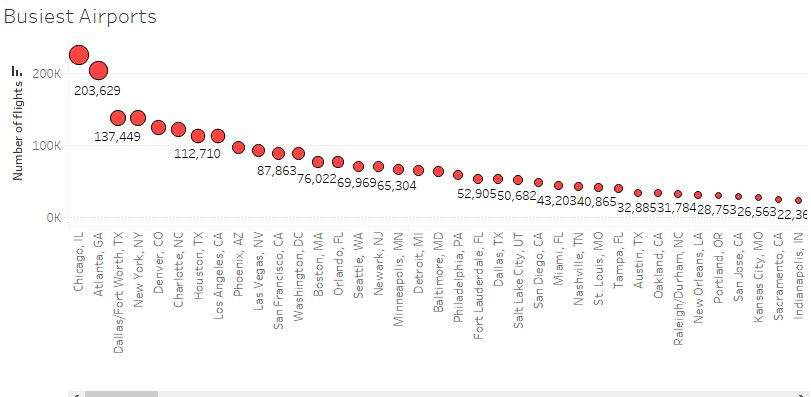 Busiest Airports
Number of flights
200K
100K
0K
203,629
137,449
112,710
87,863
76,022
69,969
65,304
52,905
50,682
43,203
40,865
32,885
31,784
28,753
26,563
22,36
Chicago, IL
Atlanta, GA
Dallas/Fort Worth, TX
New York, NY
Denver, CO
Charlotte, NC
Houston, TX
Los Angeles, CA
Phoenix, AZ
Las Vegas, NV
San Francisco, CA
Washington, DC
Boston, MA
Orlando, FL
Seattle, WA
Newark, NJ
Minneapolis, MN
Detroit, MI
Baltimore, MD
Philadelphia, PA
Fort Lauderdale, FL
Dallas, TX
Salt Lake City, UT
San Diego, CA
Miami, FL
Nashville, TN
St. Louis, MO
Tampa, FL
Austin, TX
Oakland, CA
Raleigh/Durham, NC
New Orleans, LA
Portland, OR
San Jose, CA
Kansas City, MO
Sacramento, CA
Indianapolis, IN